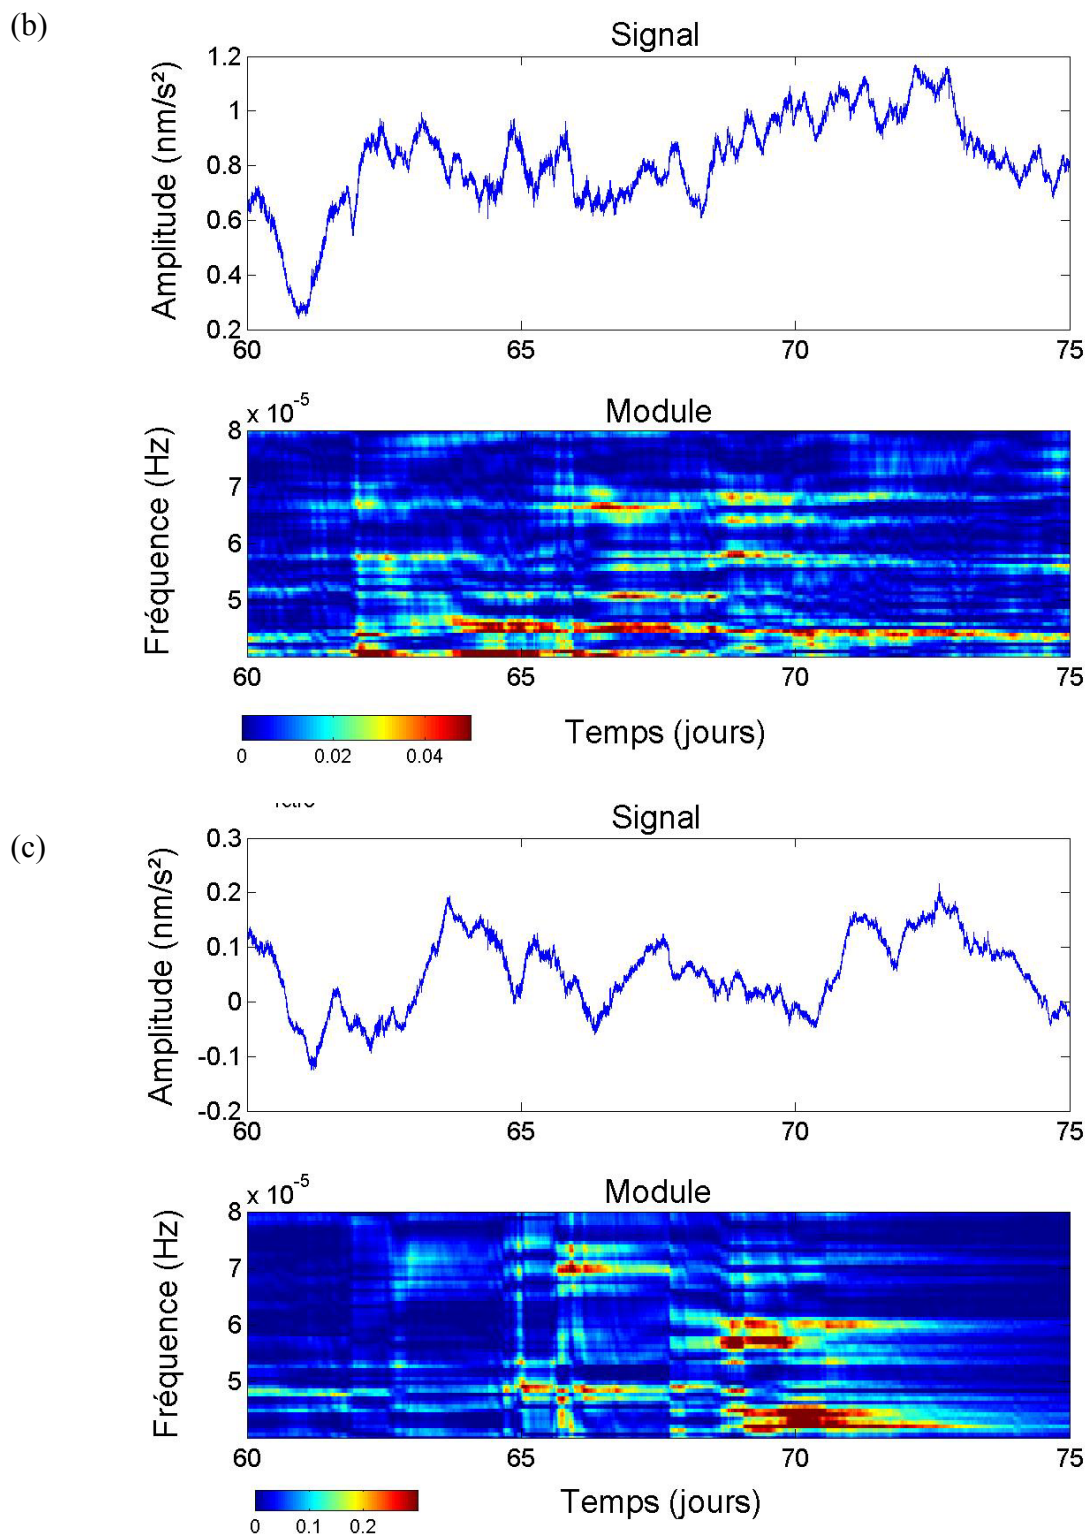 (b)
Signal
Amplitude (nm/s²)
1.2
1
0.8
0.6
0.4
0.2
60 65 70 75
Module
x 10-5
Fréquence (Hz)
8
7
6
5
60 65 70 75
0 0.02 0.04
Temps (jours)
(c)
Signal
Amplitude (nm/s²)
0.3
0.2
0.1
0
-0.1
-0.2
60 65 70 75
Module
x 10-5
Fréquence (Hz)
8
7
6
5
60 65 70 75
0 0.1 0.2
Temps (jours)